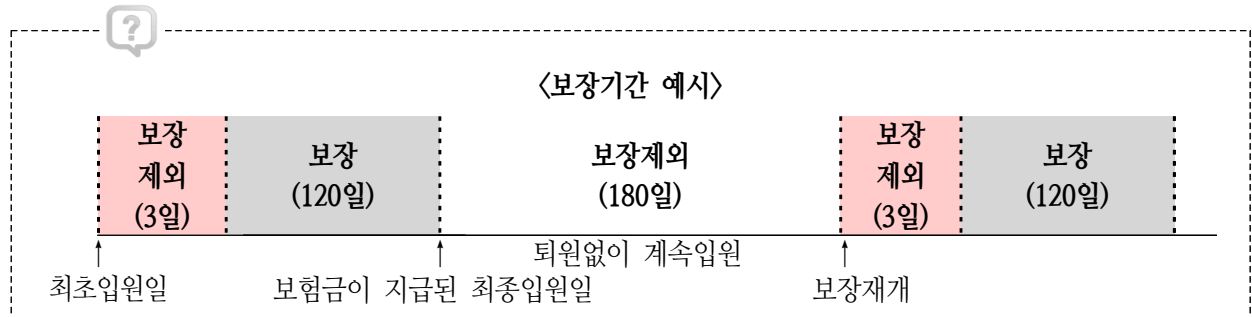 ?
〈보장기간 예시〉
보장
제외
(3일)
보장
(120일)
보장제외
(180일)
보장
제외
(3일)
보장
(120일)
퇴원없이 계속입원
최초입원일
보험금이 지급된 최종입원일
보장재개